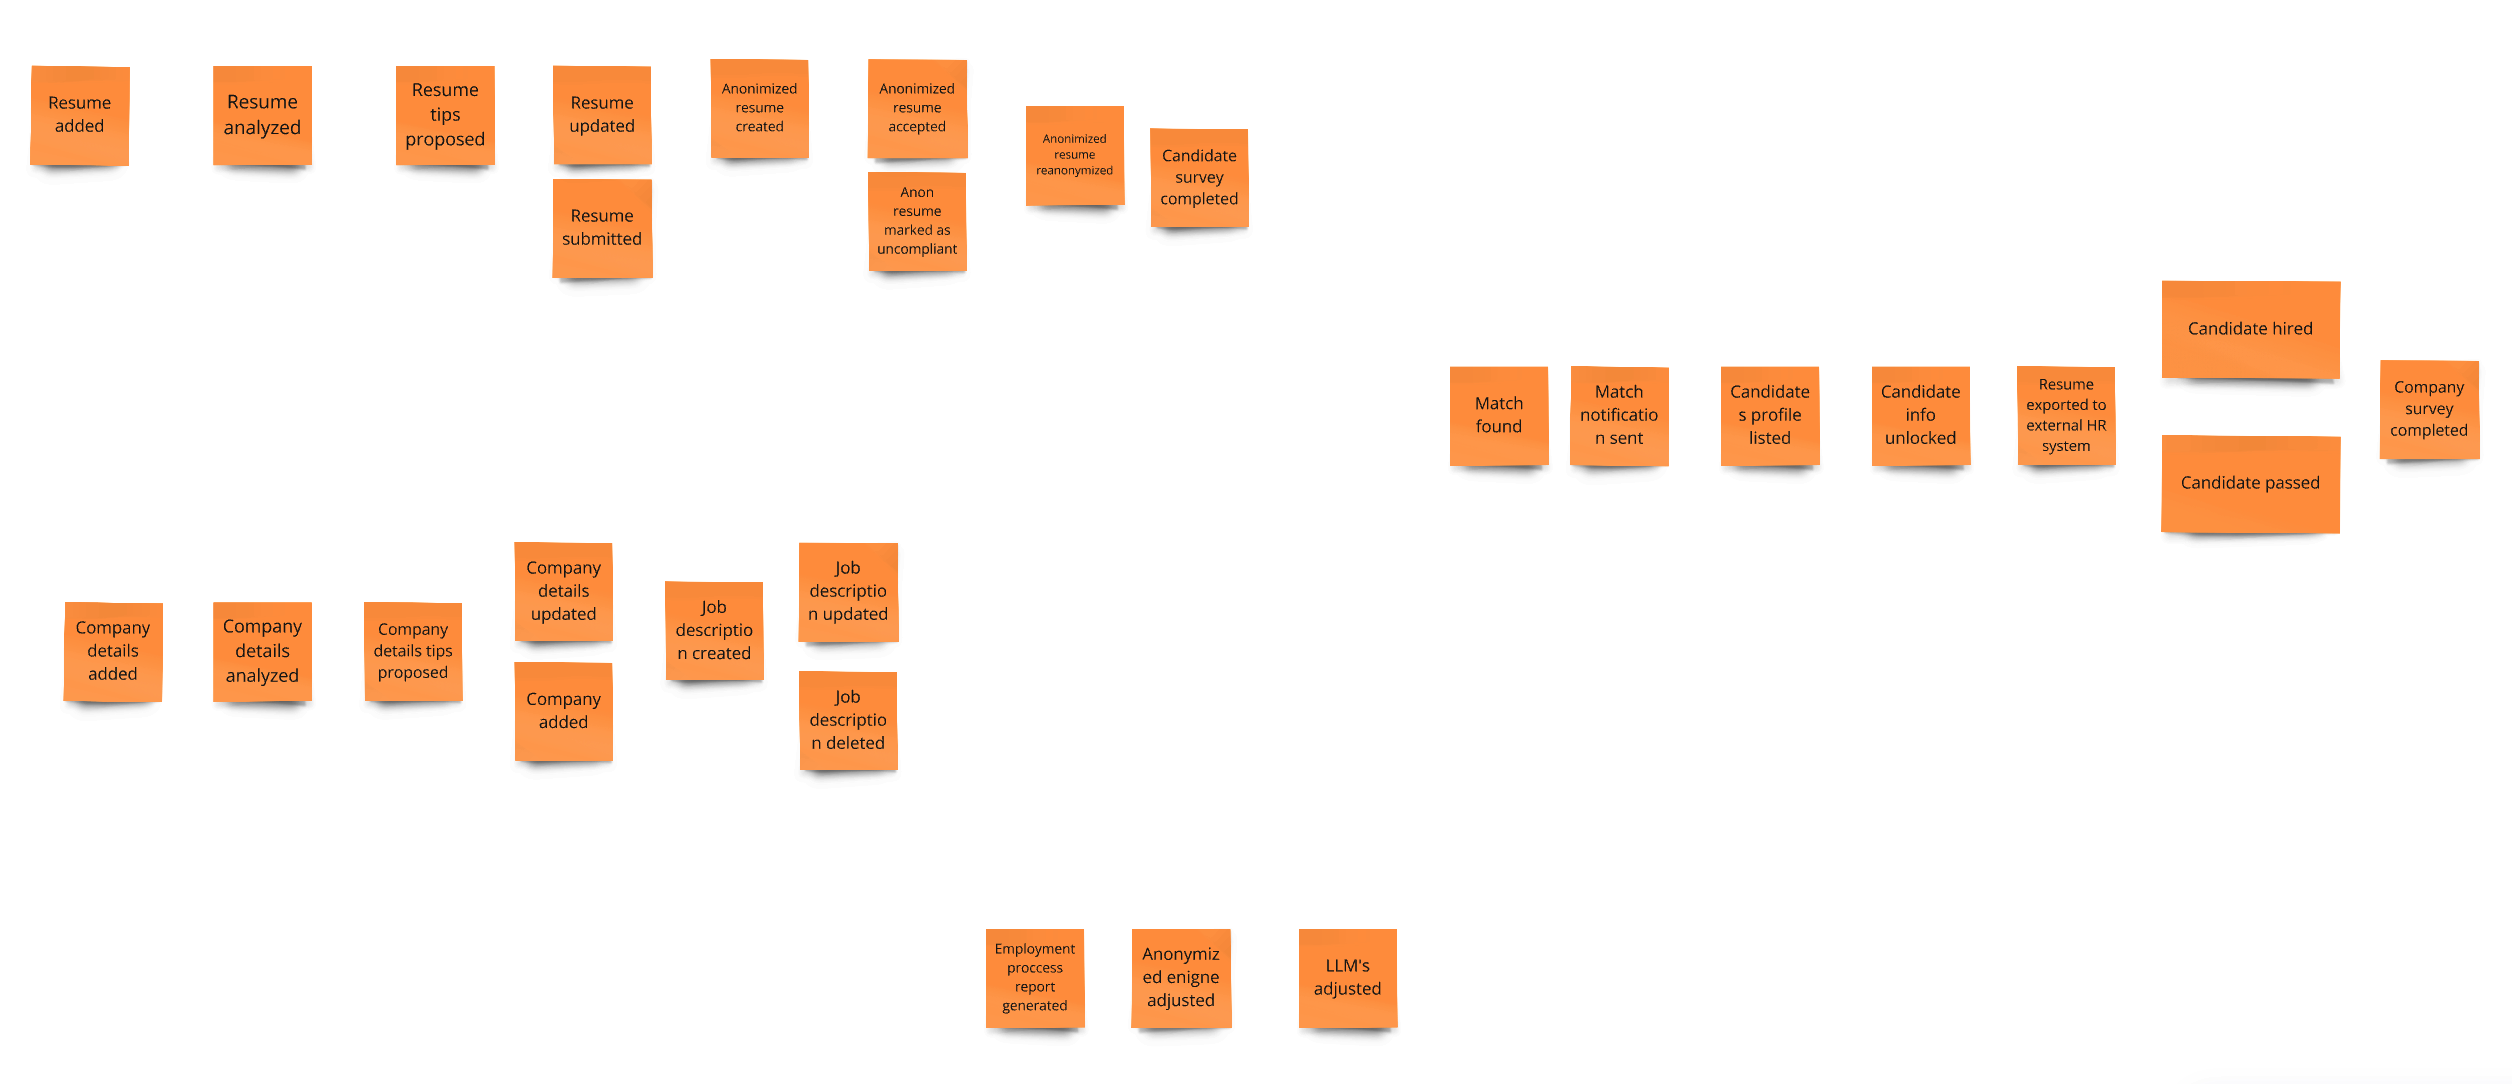 Resume
added
Resume
analyzed
Resume
tips
proposed
Resume
updated
Resume
submitted
Anonimized
resume
created
Anonimized
resume
accepted
Anon
resume
marked as
uncompliant
Anonimized
resume
reanonymized
Candidate
survey
completed
Match
found
Match
notificatio
n sent
Candidate
s profile
listed
Candidate
info
unlocked
Resume
exported to
external HR
system
Candidate hired
Candidate passed
Company
survey
completed
Company
details
added
Company
details
analyzed
Company
details tips
proposed
Company
details
updated
Company
added
Job
descriptio
n created
Job
descriptio
n updated
Job
descriptio
n deleted
Employment
proccess
report
generated
Anonymiz
ed enigne
adjusted
LLM's
adjusted